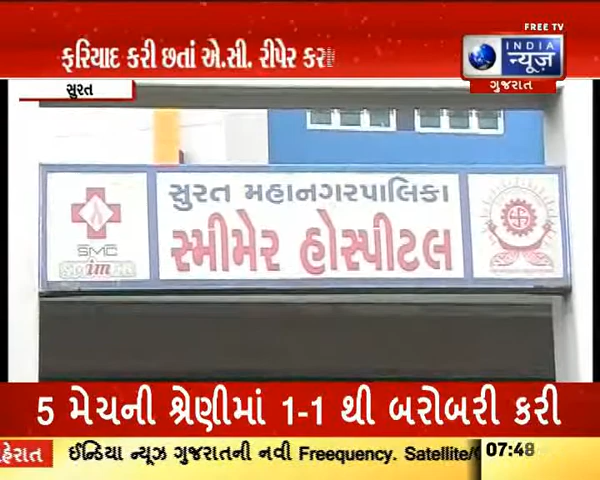 FREE TV
ફરિયાદ કરી છતાં એ.સી. રીપેર કરા
INDIA
न्यूज़
ગુજરાત
સુરત
સુરત મહાનગરપાલિકા
સ્મીમેર હોસ્પીટલ
SMC
im
5 મેચની શ્રેણીમાં 1-1 થી બરોબરી કરી
હેરાત
ઈન્ડિયા ન્યૂઝ ગુજરાતની નવી Freequency. Satellite/
07:48